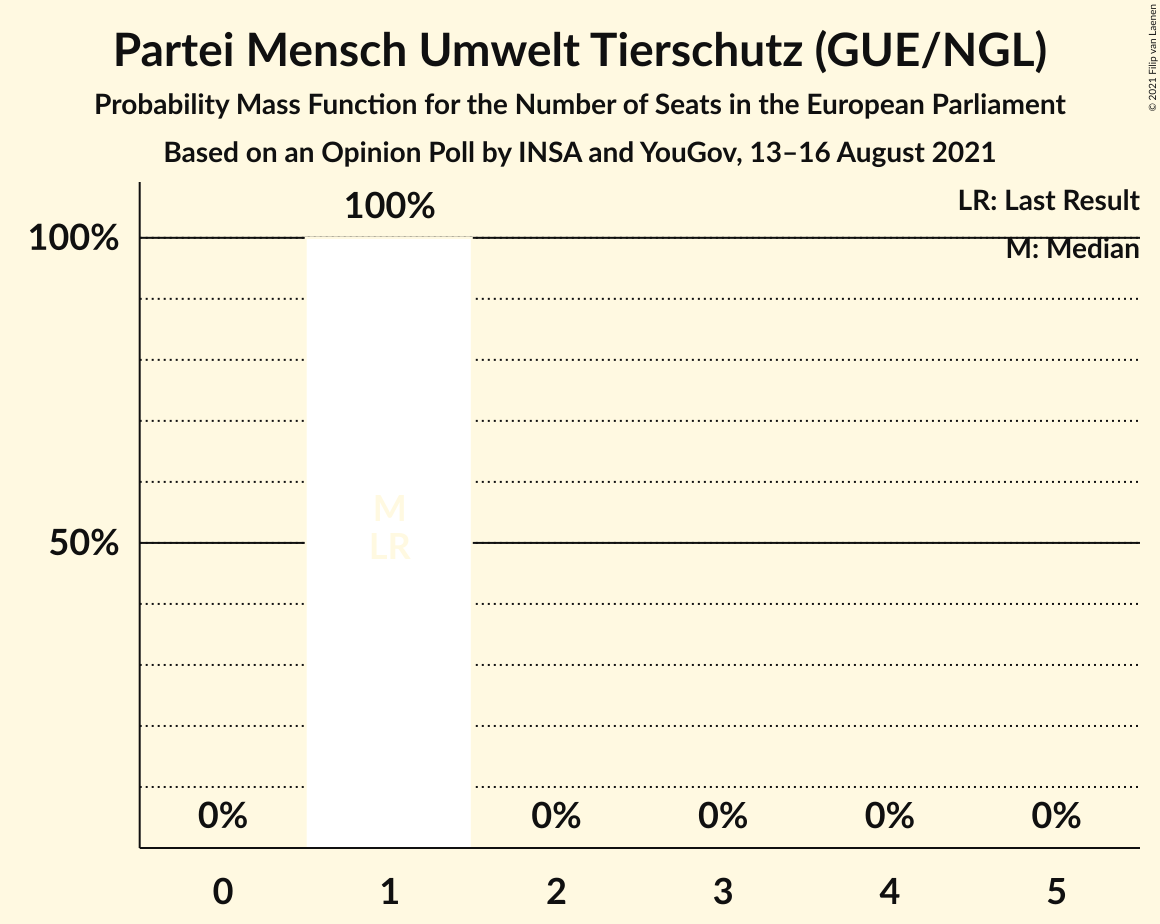 Partei Mensch Umwelt Tierschutz (GUE/NGL)
Probability Mass Function for the Number of Seats in the European Parliament
Based on an Opinion Poll by INSA and YouGov, 13–16 August 2021
© 2021 Filip van Laenen
LR: Last Result
M: Median
100%
100%
50%
M
LR
0%
0%
0%
0%
0%
0
1
2
3
4
5